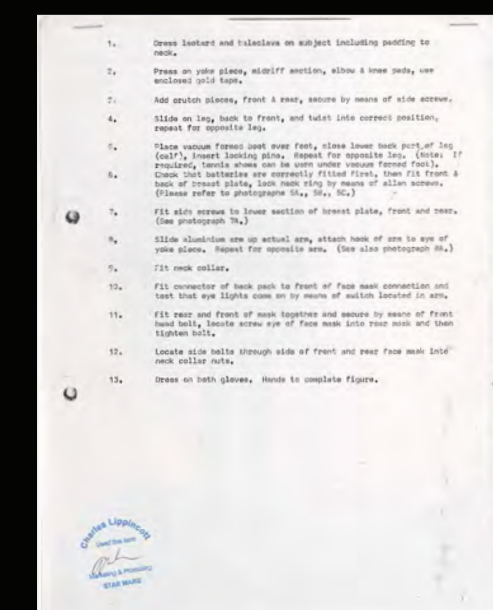 1. Dress leotard and balaclava on subject including padding to
neck.
2. Press on yoke piece, midriff section, elbow & knee pads, use
enclosed gold tape.
3. Add crutch pieces, front & rear, secure by means of side screws.
4. Slide on leg, back to front, and twist into correct position,
repeat for opposite leg.
5. Place vacuum formed boot over foot, close lower back part of leg
(calf), insert locking pins. Repeat for opposite leg. (Note: If
required, tennis shoes can be worn under vacuum formed foot).
6. Check that batteries are correctly fitted first, then fit front &
back of breast plate, lock neck ring by means of allen screws.
(Please refer to photographs 5A., 5B., 5C.)
7. Fit side screws to lower section of breast plate, front and rear.
(See photograph 7A.)
8. Slide aluminium arm up actual arm, attach hook of arm to eye of
yoke piece. Repeat for opposite arm. (See also photograph 8A.)
9. Fit neck collar.
10. Fit connector of back pack to front of face mask connection and
test that eye lights come on by means of switch located in arm.
11. Fit rear and front of mask together and secure by means of front
head bolt, locate screw eye of face mask into rear mask and then
tighten bolt.
12. Locate side bolts through side of front and rear face mask into
neck collar nuts.
13. Dress on both gloves. Hands to complete figure.
Charles Lippincott
Used this item
Marketing & Promoting
STAR WARS